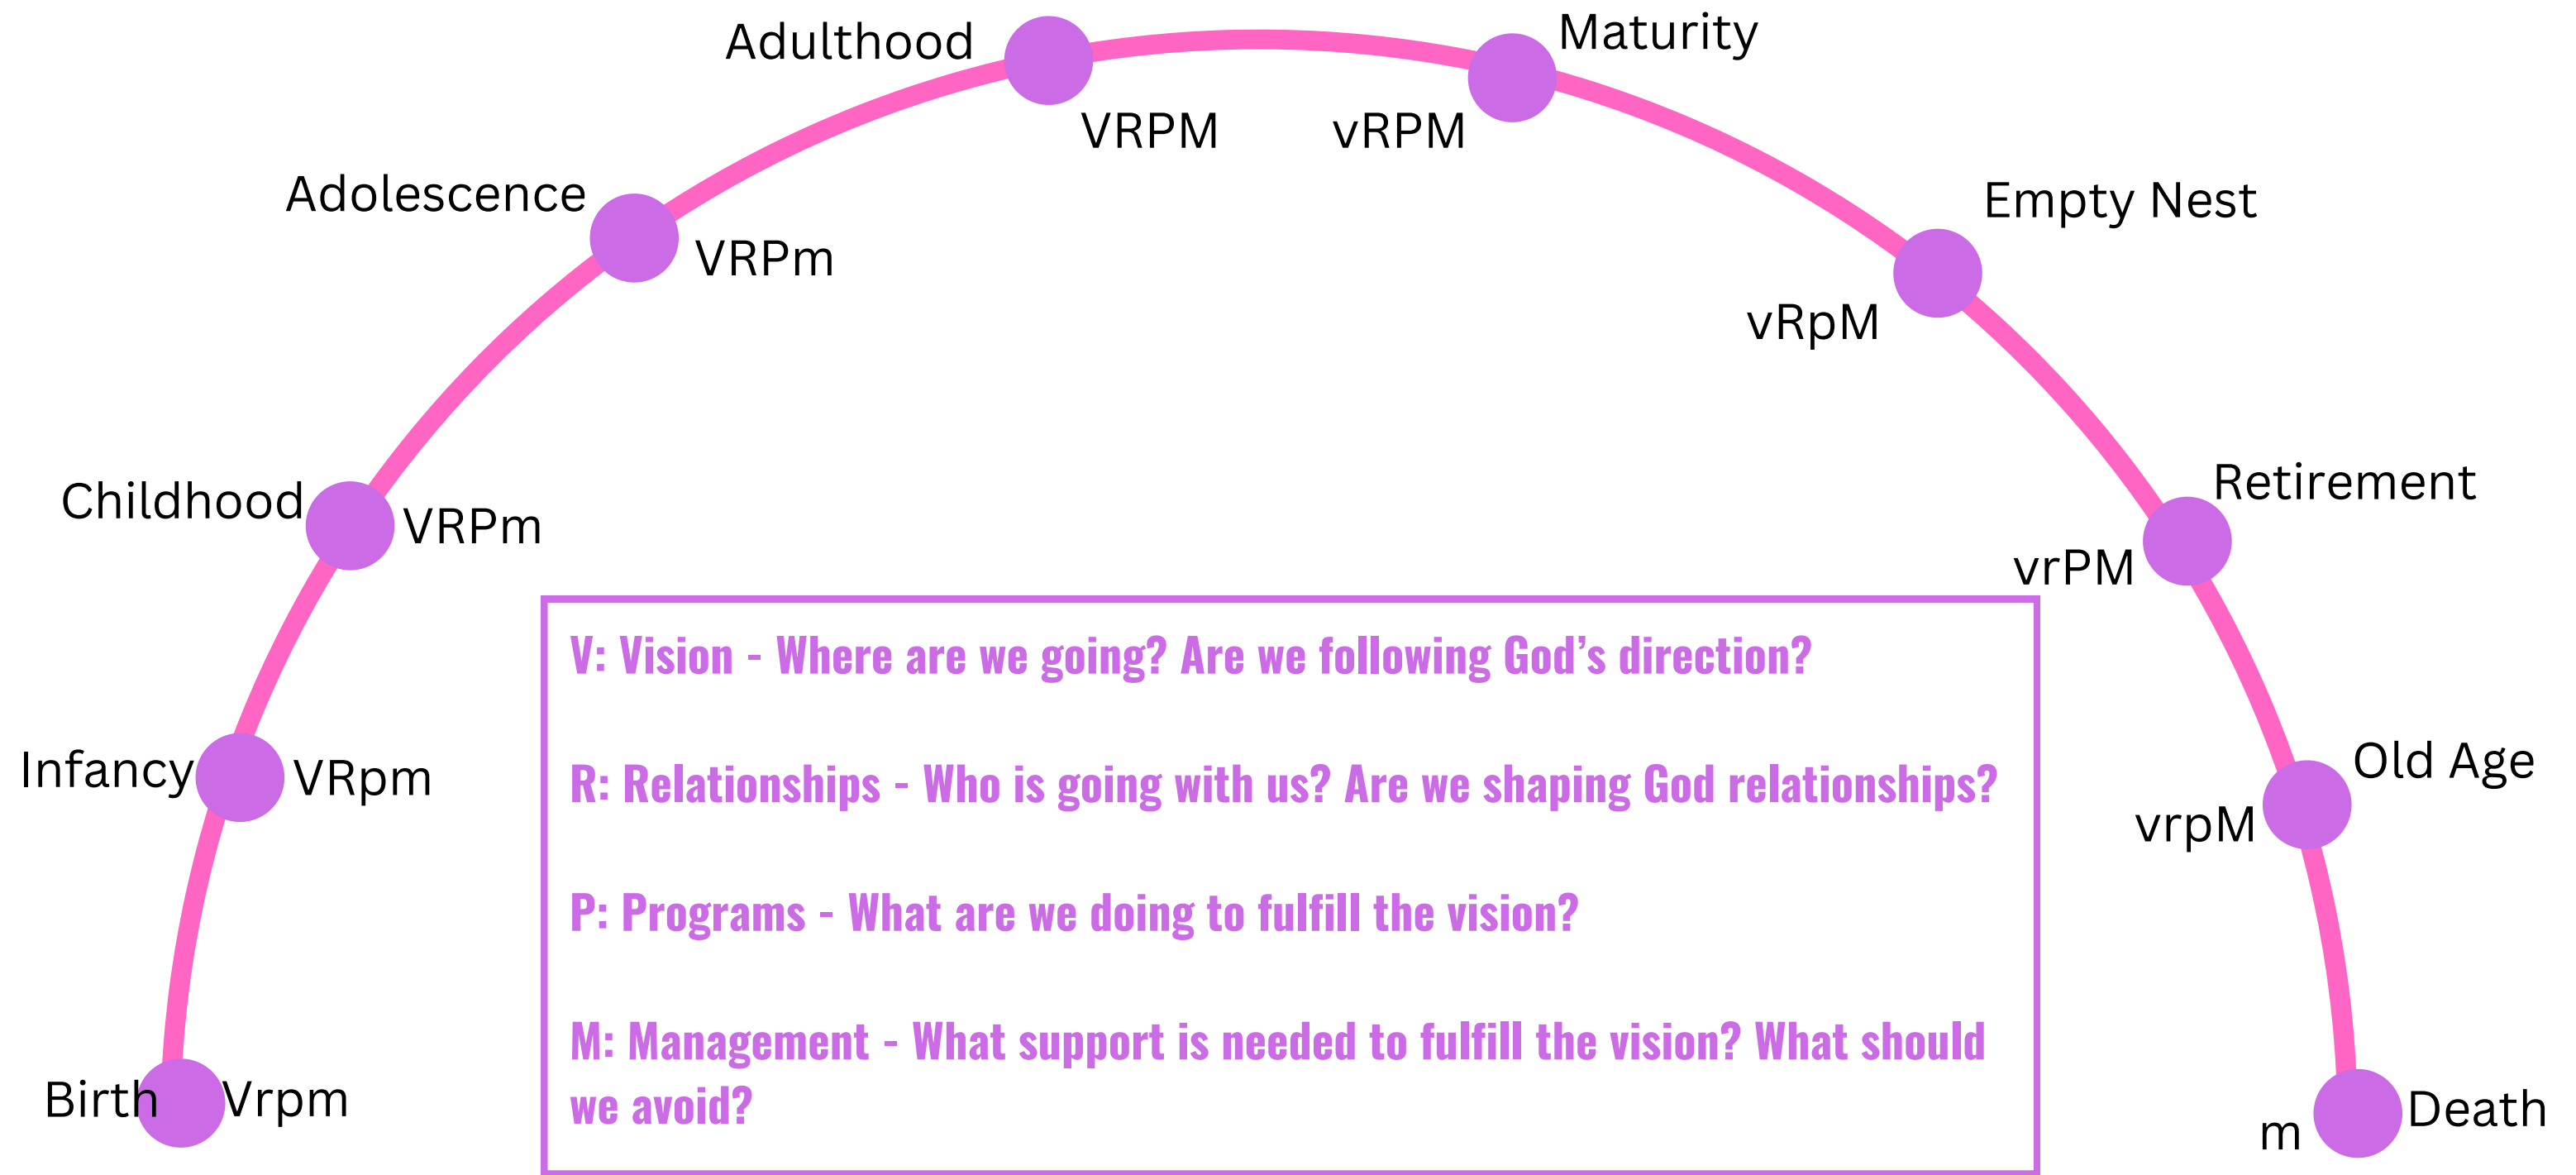 Adulthood
Maturity
VRPM
vRPM
Adolescence
Empty Nest
VRPm
vRpM
Childhood
Retirement
VRPm
vrPM
V: Vision - Where are we going? Are we following God’s direction?
Infancy
VRpm
R: Relationships - Who is going with us? Are we shaping God relationships?
Old Age
vrpM
P: Programs - What are we doing to fulfill the vision?
M: Management - What support is needed to fulfill the vision? What should
we avoid?
Birth
Vrpm
Death
m